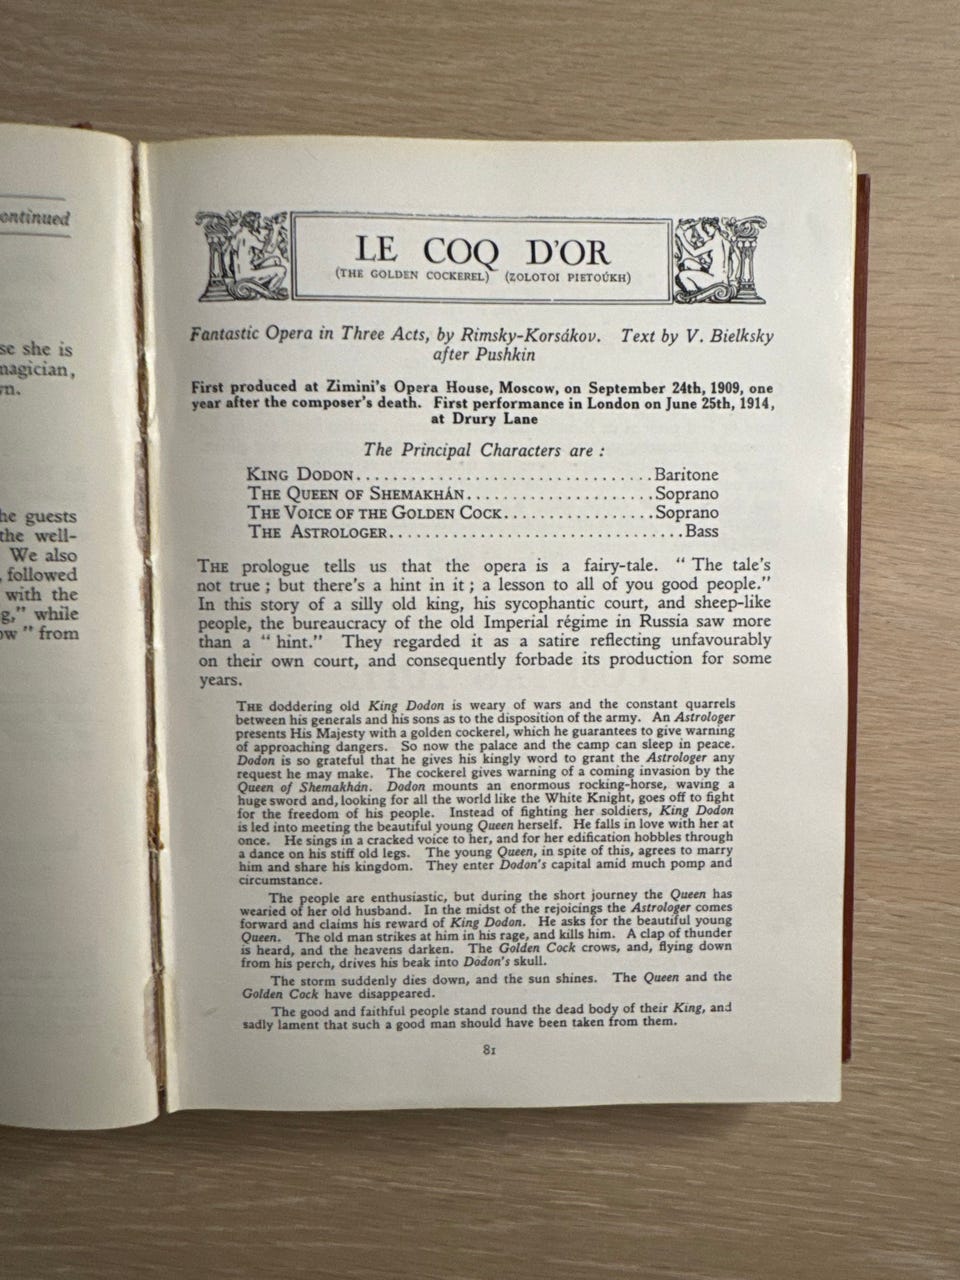 ontinued
se she is
magician,
vn.
he guests
the well-
We also
, followed
with the
g,” while
ow ” from
LE COQ D’OR
(THE GOLDEN COCKEREL) (ZOLOTOI PIETOÚKH)
Fantastic Opera in Three Acts, by Rimsky-Korsákov. Text by V. Bielksky
after Pushkin
First produced at Zimini’s Opera House, Moscow, on September 24th, 1909, one
year after the composer’s death. First performance in London on June 25th, 1914,
at Drury Lane
The Principal Characters are :
KING DODON................................Baritone
THE QUEEN OF SHEMAKHÁN....................Soprano
THE VOICE OF THE GOLDEN COCK................Soprano
THE ASTROLOGER................................Bass
THE prologue tells us that the opera is a fairy-tale. “ The tale’s
not true ; but there’s a hint in it ; a lesson to all of you good people.”
In this story of a silly old king, his sycophantic court, and sheep-like
people, the bureaucracy of the old Imperial régime in Russia saw more
than a “ hint.” They regarded it as a satire reflecting unfavourably
on their own court, and consequently forbade its production for some
years.
THE doddering old King Dodon is weary of wars and the constant quarrels
between his generals and his sons as to the disposition of the army. An Astrologer
presents His Majesty with a golden cockerel, which he guarantees to give warning
of approaching dangers. So now the palace and the camp can sleep in peace.
Dodon is so grateful that he gives his kingly word to grant the Astrologer any
request he may make. The cockerel gives warning of a coming invasion by the
Queen of Shemakhán. Dodon mounts an enormous rocking-horse, waving a
huge sword and, looking for all the world like the White Knight, goes off to fight
for the freedom of his people. Instead of fighting her soldiers, King Dodon
is led into meeting the beautiful young Queen herself. He falls in love with her at
once. He sings in a cracked voice to her, and for her edification hobbles through
a dance on his stiff old legs. The young Queen, in spite of this, agrees to marry
him and share his kingdom. They enter Dodon’s capital amid much pomp and
circumstance.
The people are enthusiastic, but during the short journey the Queen has
wearied of her old husband. In the midst of the rejoicings the Astrologer comes
forward and claims his reward of King Dodon. He asks for the beautiful young
Queen. The old man strikes at him in his rage, and kills him. A clap of thunder
is heard, and the heavens darken. The Golden Cock crows, and, flying down
from his perch, drives his beak into Dodon’s skull.
The storm suddenly dies down, and the sun shines. The Queen and the
Golden Cock have disappeared.
The good and faithful people stand round the dead body of their King, and
sadly lament that such a good man should have been taken from them.
81